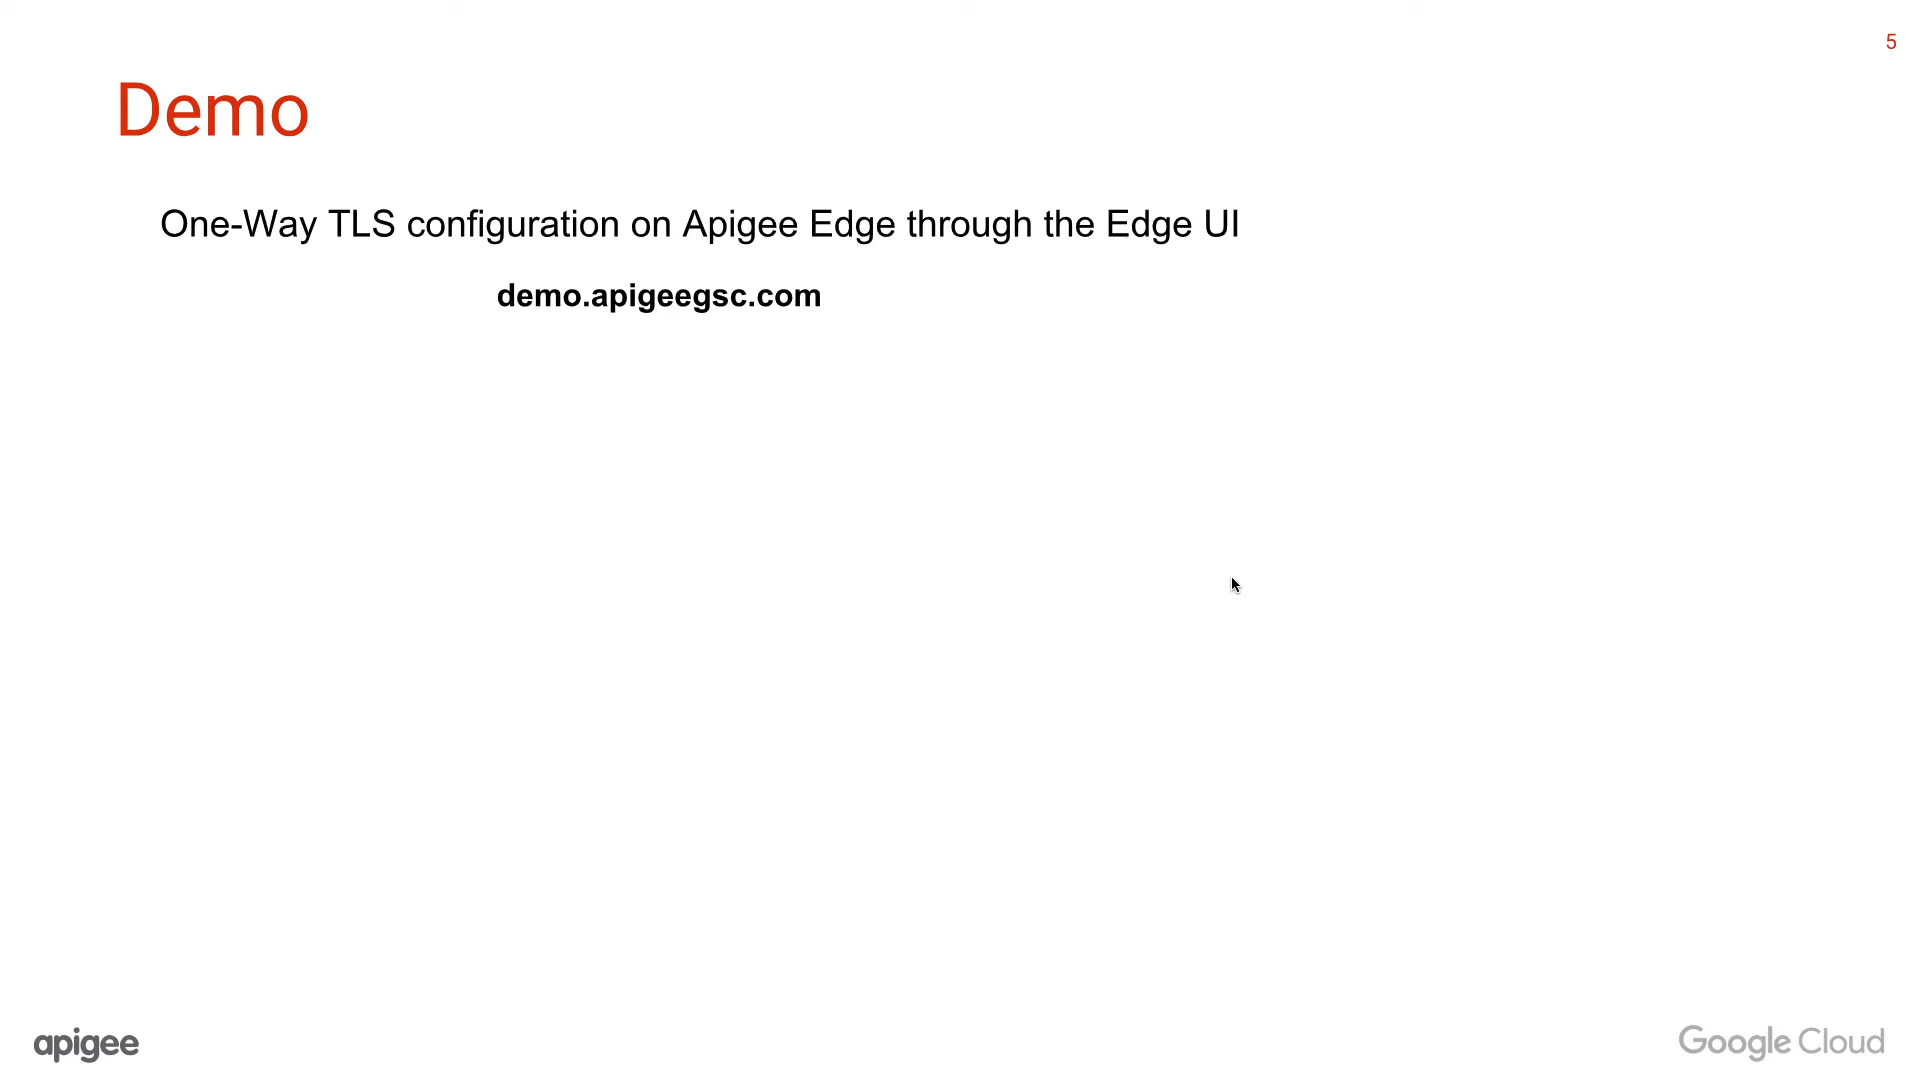 5
Demo
One-Way TLS configuration on Apigee Edge through the Edge UI
demo.apigeegsc.com
apigee
Google Cloud